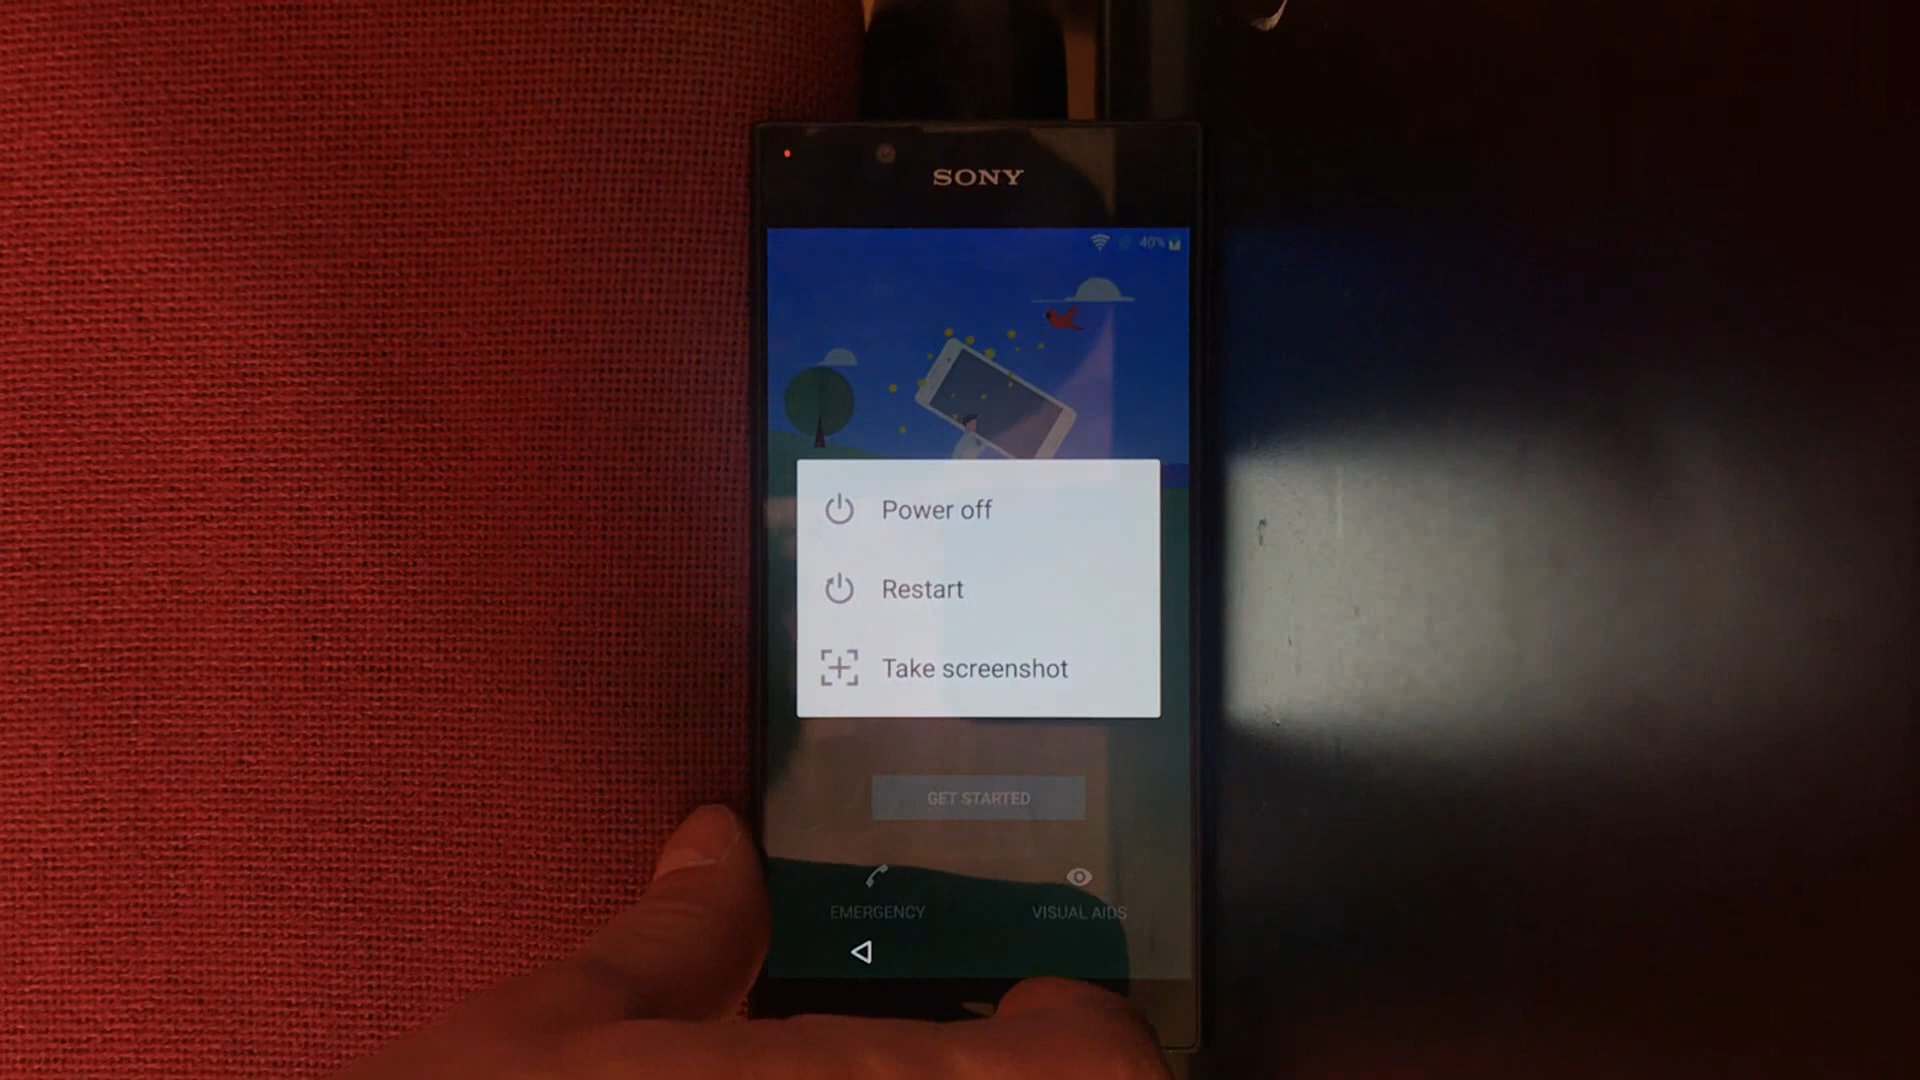 SONY
40%
Power off
Restart
Take screenshot
GET STARTED
EMERGENCY
VISUAL AIDS